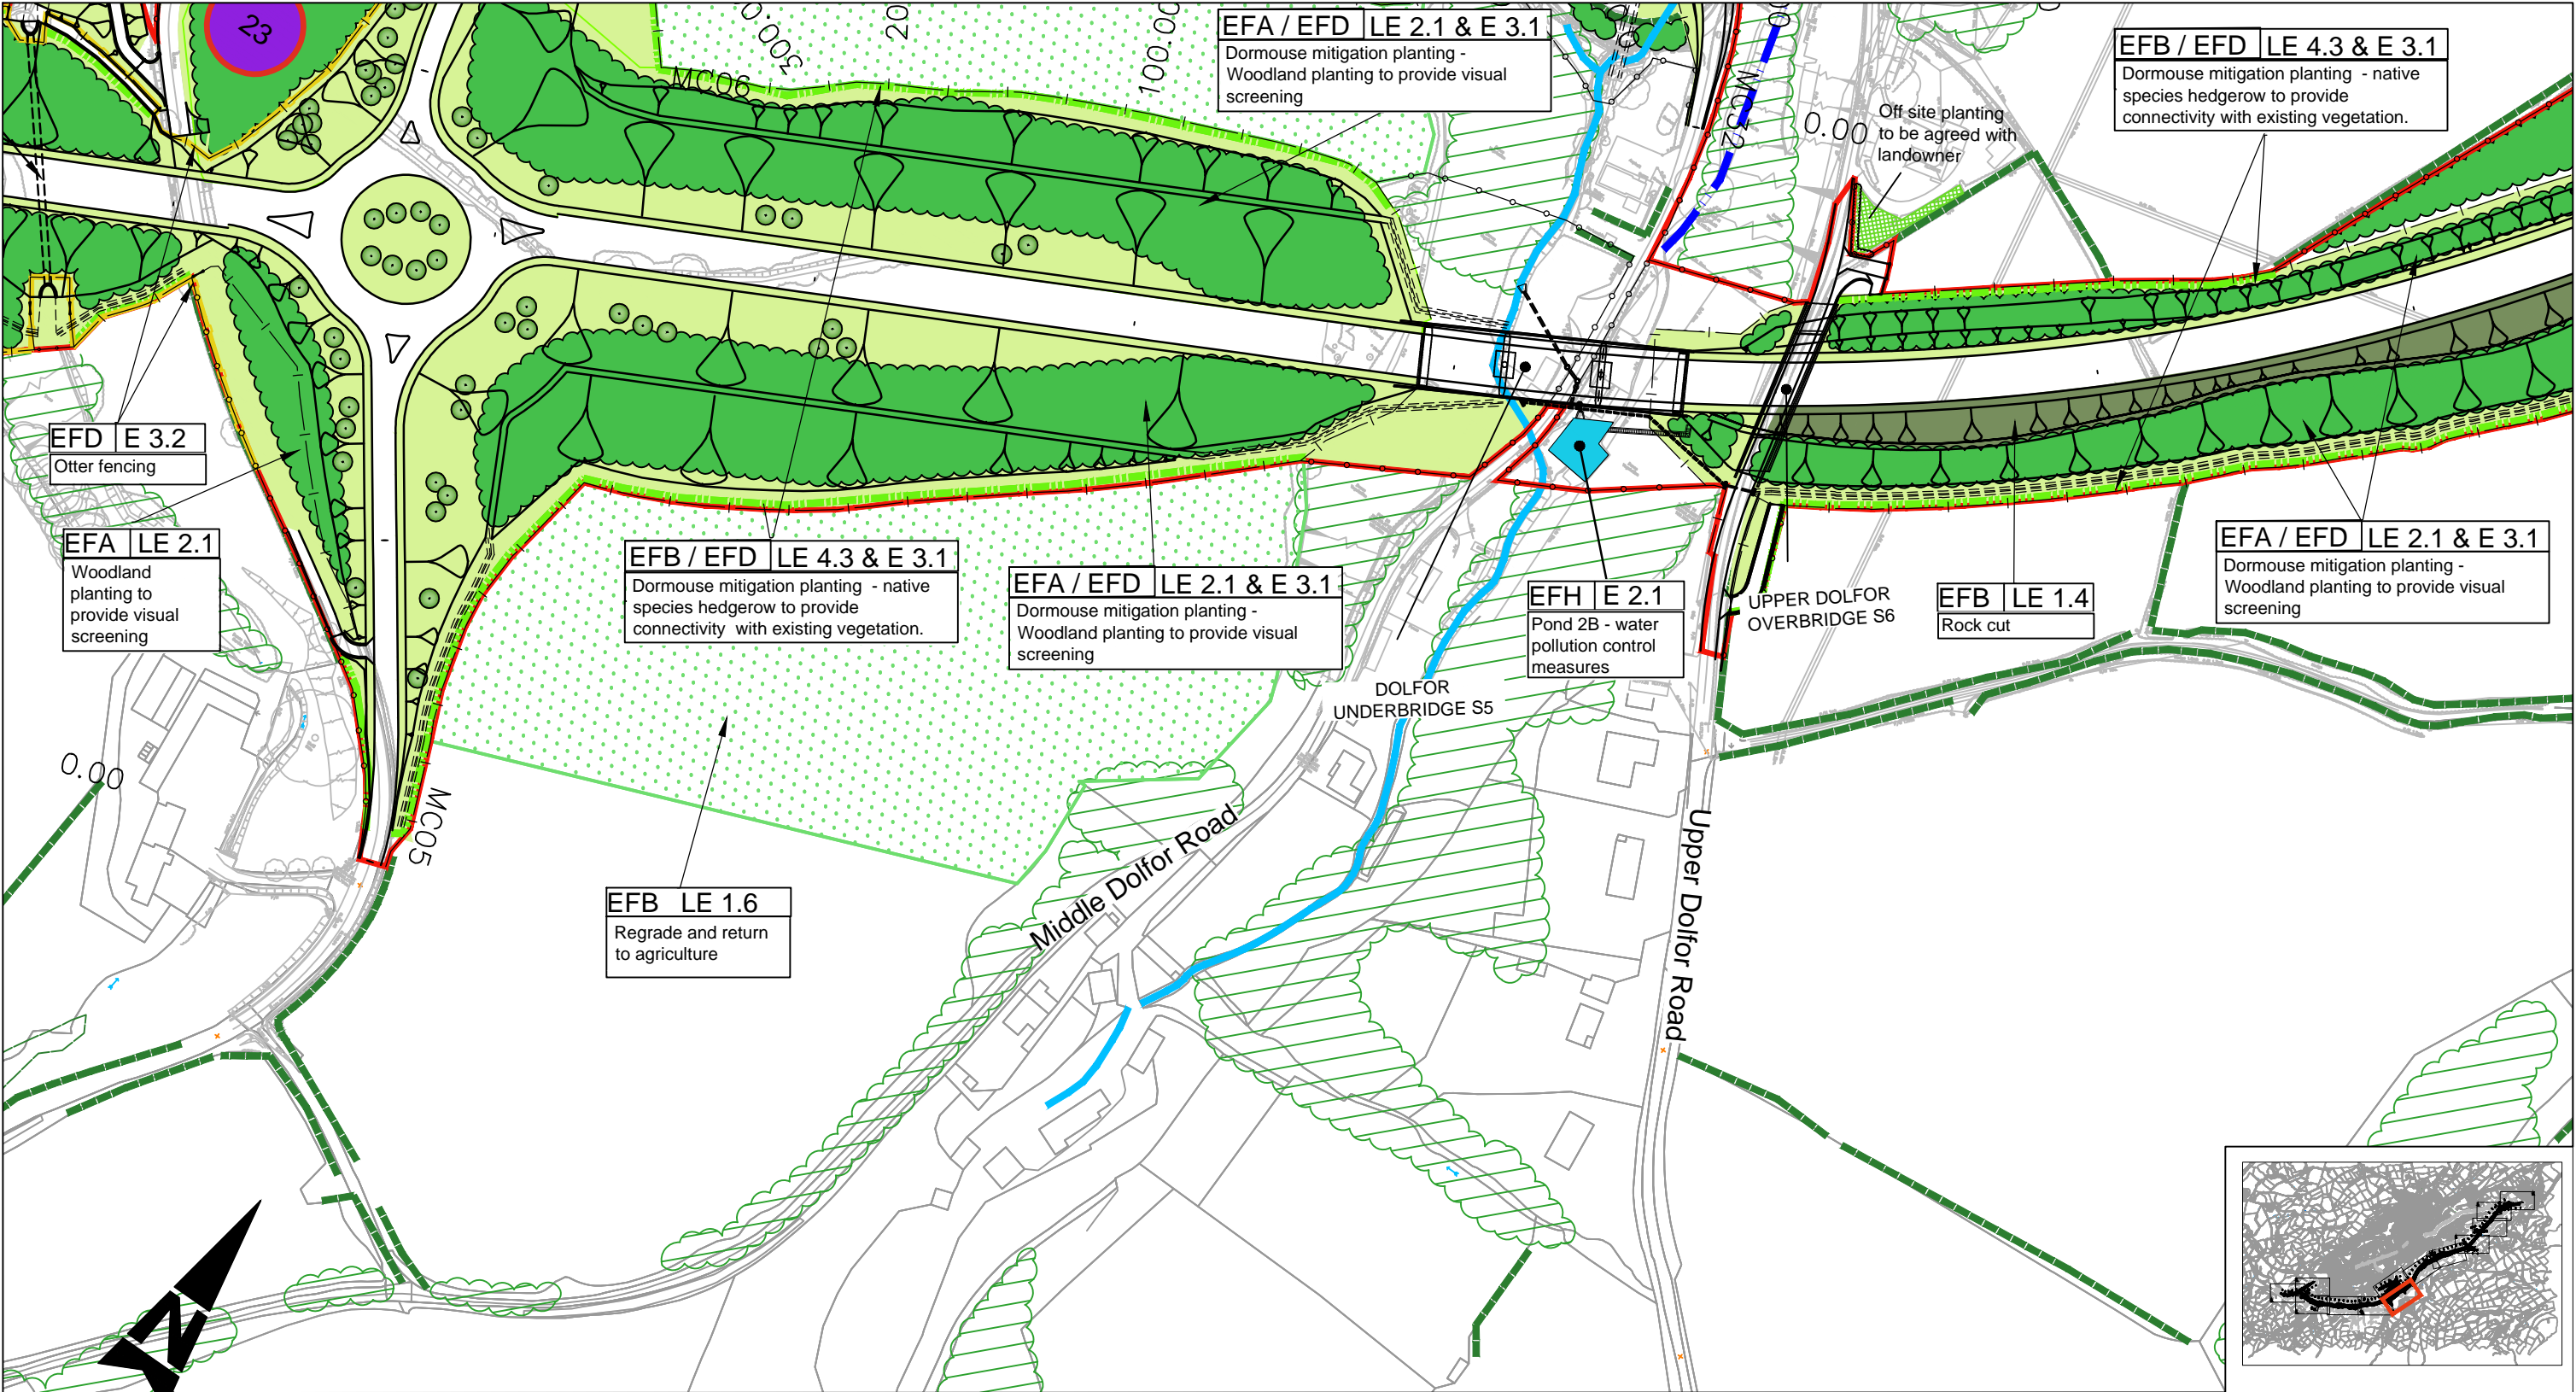 23
300.00
20
100.00
MC06
EFA / EFD LE 2.1 & E 3.1
Dormouse mitigation planting -
Woodland planting to provide visual
screening
MC32
0.00
Off site planting
to be agreed with
landowner
EFB / EFD LE 4.3 & E 3.1
Dormouse mitigation planting - native
species hedgerow to provide
connectivity with existing vegetation.
EFD E 3.2
Otter fencing
EFA LE 2.1
Woodland
planting to
provide visual
screening
EFB / EFD LE 4.3 & E 3.1
Dormouse mitigation planting - native
species hedgerow to provide
connectivity with existing vegetation.
EFA / EFD LE 2.1 & E 3.1
Dormouse mitigation planting -
Woodland planting to provide visual
screening
EFH E 2.1
Pond 2B - water
pollution control
measures
UPPER DOLFOR
OVERBRIDGE S6
EFB LE 1.4
Rock cut
EFA / EFD LE 2.1 & E 3.1
Dormouse mitigation planting -
Woodland planting to provide visual
screening
DOLFOR
UNDERBRIDGE S5
0.00
MC05
EFB LE 1.6
Regrade and return
to agriculture
Middle Dolfor Road
Upper Dolfor Road
N